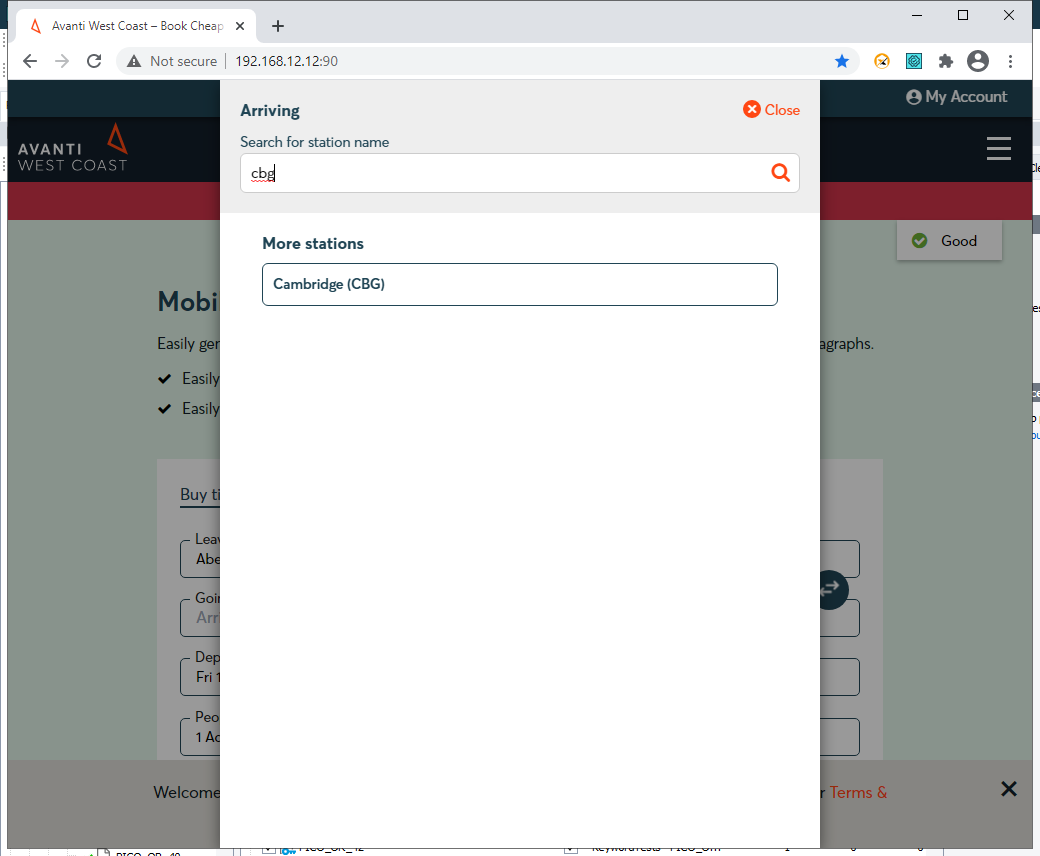 Avanti West Coast – Book Cheap
Not secure
192.168.12.12:90
My Account
AVANTI
WEST COAST
Arriving
Close
Search for station name
cbg
More stations
Cambridge (CBG)
Good
Mobi
Easily ger
agraphs.
Easily
Easily
Buy ti
Leav
Abe
Goin
Arr
Dep
Fri 1
Peo
1 Ac
Welcome
r Terms &